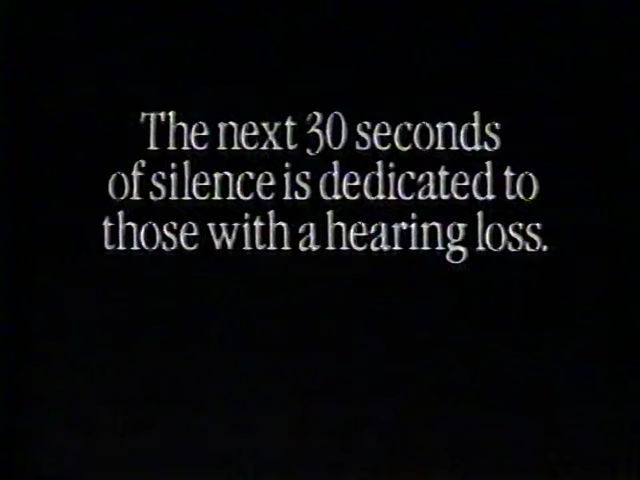 The next 30 seconds
of silence is dedicated to
those with a hearing loss.